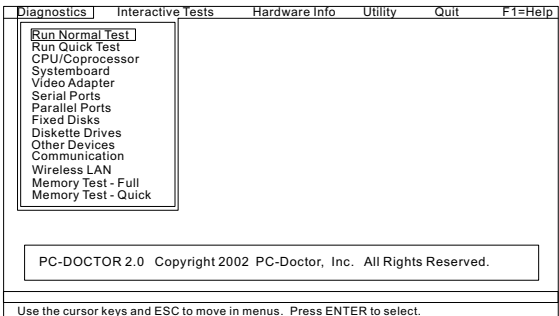 Diagnostics Interactive Tests Hardware Info Utility Quit F1=Help
Run Normal Test
Run Quick Test
CPU/Coprocessor
Systemboard
Video Adapter
Serial Ports
Parallel Ports
Fixed Disks
Diskette Drives
Other Devices
Communication
Wireless LAN
Memory Test - Full
Memory Test - Quick
PC-DOCTOR 2.0 Copyright 2002 PC-Doctor, Inc. All Rights Reserved.
Use the cursor keys and ESC to move in menus. Press ENTER to select.